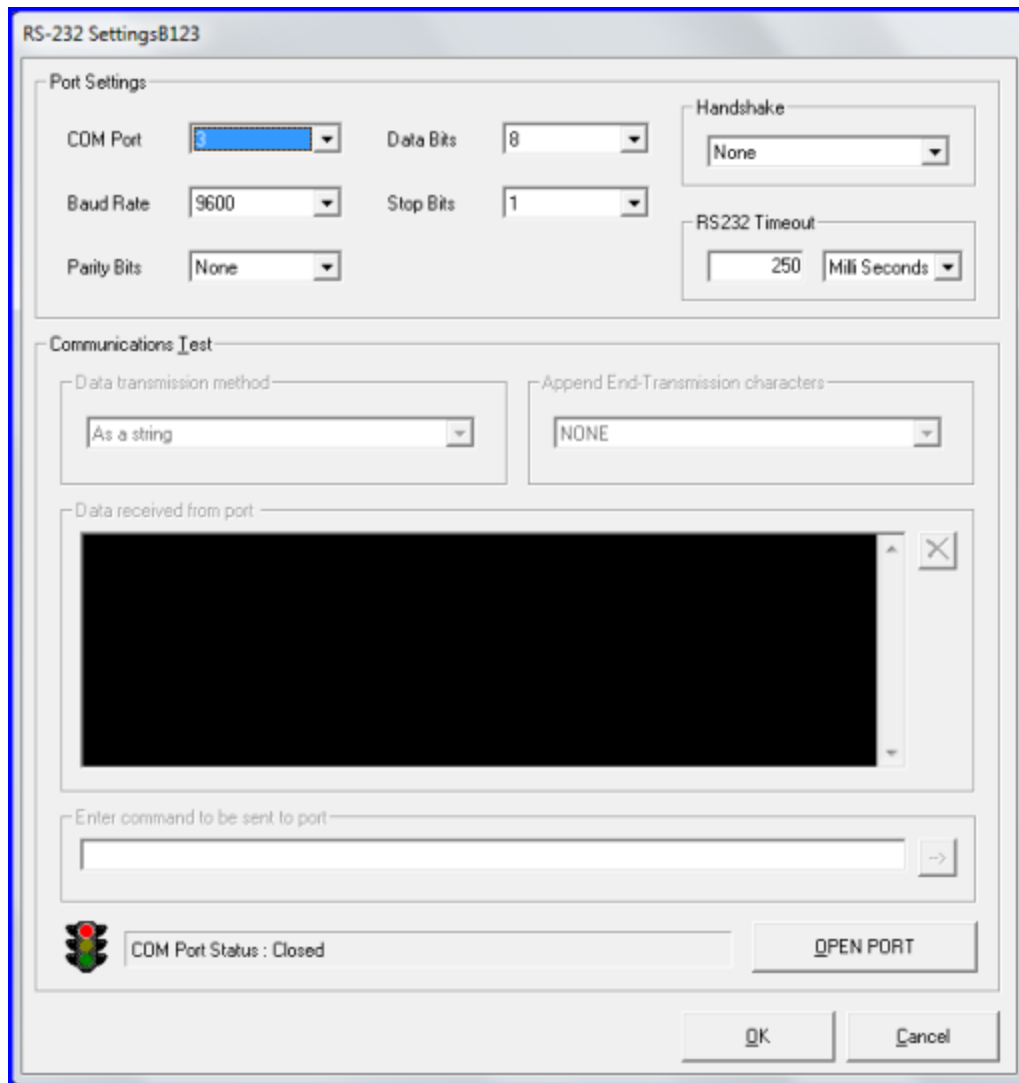 RS-232 SettingsB123
Port Settings
COM Port 3 Data Bits 8
Handshake
None
Baud Rate 9600 Stop Bits 1
RS232 Timeout
250 Milli Seconds
Parity Bits None
Communications Test
Data transmission method
As a string
Append End-Transmission characters
NONE
Data received from port
Enter command to be sent to port
-->
COM Port Status : Closed
OPEN PORT
OK
Cancel